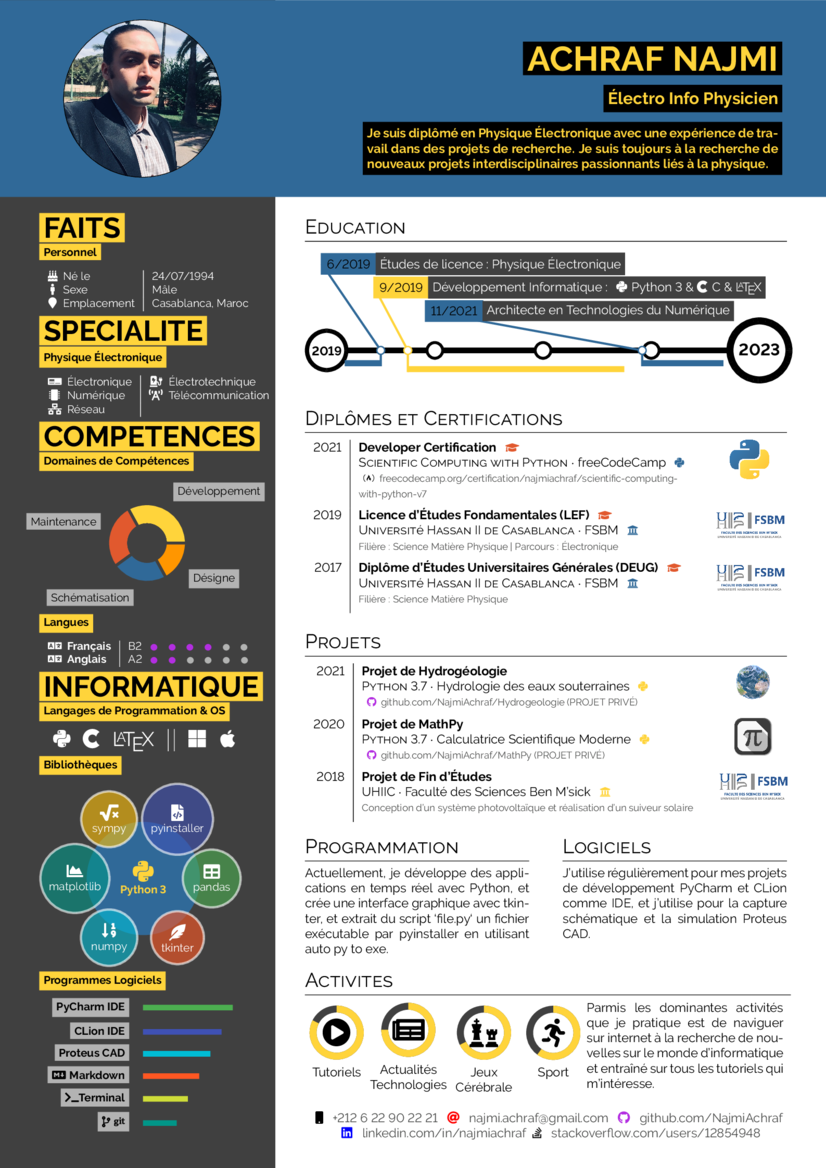 ACHRAF NAJMI
Électro Info Physicien
Je suis diplômé en Physique Électronique avec une expérience de tra-
vail dans des projets de recherche. Je suis toujours à la recherche de
nouveaux projets interdisciplinaires passionnants liés à la physique.
FAITS
Personnel
Né le 24/07/1994
Sexe Mâle
Emplacement Casablanca, Maroc
SPECIALITE
Physique Électronique
Électronique Électrotechnique
Numérique Télécommunication
Réseau
COMPETENCES
Domaines de Compétences
Développement
Maintenance
Désigne
Schématisation
Langues
Français B2
Anglais A2
INFORMATIQUE
Langages de Programmation & OS
LATEX
Bibliothèques
sympy
pyinstaller
matplotlib
Python 3
pandas
numpy
tkinter
Programmes Logiciels
PyCharm IDE
CLion IDE
Proteus CAD
Markdown
Terminal
git
EDUCATION
6/2019 Études de licence : Physique Électronique
9/2019 Développement Informatique : Python 3 & C & LATEX
11/2021 Architecte en Technologies du Numérique
2019
2023
DIPLÔMES ET CERTIFICATIONS
2021 Developer Certification
SCIENTIFIC COMPUTING WITH PYTHON · freeCodeCamp
freecodecamp.org/certification/najmiachraf/scientific-computing-
with-python-v7
2019 Licence d'Études Fondamentales (LEF)
UNIVERSITé HASSAN II DE CASABLANCA · FSBM
Filière : Science Matière Physique | Parcours : Électronique
FSBM
2017 Diplôme d'Études Universitaires Générales (DEUG)
UNIVERSITé HASSAN II DE CASABLANCA · FSBM
Filière : Science Matière Physique
FSBM
PROJETS
2021 Projet de Hydrogéologie
PYTHON 3.7 · Hydrologie des eaux souterraines
github.com/NajmiAchraf/Hydrogeologie (PROJET PRIVÉ)
2020 Projet de MathPy
PYTHON 3.7 · Calculatrice Scientifique Moderne
github.com/NajmiAchraf/MathPy (PROJET PRIVÉ)
π
2018 Projet de Fin d'Études
UHIIC · Faculté des Sciences Ben M'sick
Conception d'un système photovoltaïque et réalisation d'un suiveur solaire
FSBM
PROGRAMMATION
Actuellement, je développe des appli-
cations en temps réel avec Python, et
crée une interface graphique avec tkin-
ter, et extrait du script 'file.py' un fichier
exécutable par pyinstaller en utilisant
auto py to exe.
LOGICIELS
J'utilise régulièrement pour mes projets
de développement PyCharm et CLion
comme IDE, et j'utilise pour la capture
schématique et la simulation Proteus
CAD.
ACTIVITES
Tutoriels
Actualités
Technologies
Jeux
Cérébrale
Sport
Parmis les dominantes activités
que je pratique est de naviguer
sur internet à la recherche de nou-
velles sur le monde d'informatique
et entraîné sur tous les tutoriels qui
m'intéresse.
+212 6 22 90 22 21 najmi.achraf@gmail.com github.com/NajmiAchraf
linkedin.com/in/najmiachraf stackoverflow.com/users/12854948